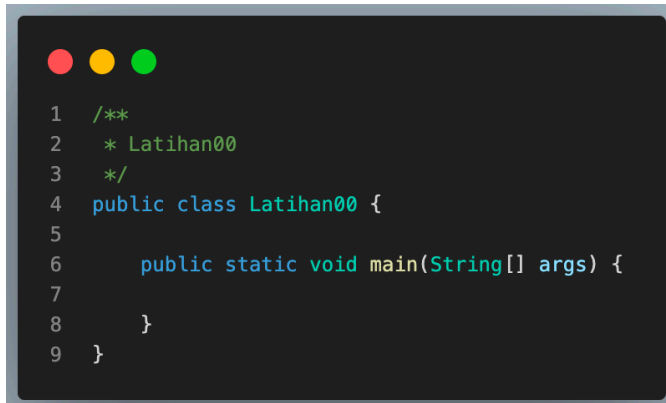 1 /**
2  * Latihan00
3  */
4 public class Latihan00 {
5
6     public static void main(String[] args) {
7
8     }
9 }